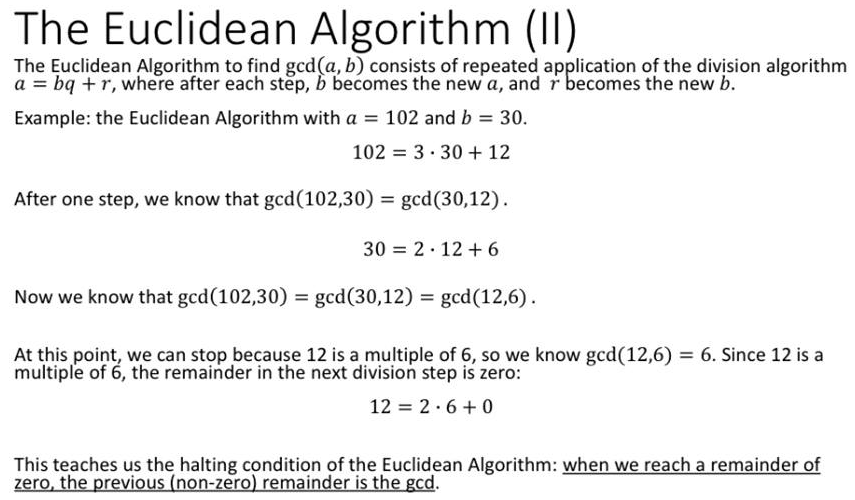 The Euclidean Algorithm (II)
The Euclidean Algorithm to find gcd(a, b) consists of repeated application of the division algorithm
a = bq + r, where after each step, b becomes the new a, and r becomes the new b.
Example: the Euclidean Algorithm with a = 102 and b = 30.
102 = 3 · 30 + 12
After one step, we know that gcd(102,30) = gcd(30,12).
30 = 2 · 12 + 6
Now we know that gcd(102,30) = gcd(30,12) = gcd(12,6).
At this point, we can stop because 12 is a multiple of 6, so we know gcd(12,6) = 6. Since 12 is a
multiple of 6, the remainder in the next division step is zero:
12 = 2 · 6 + 0
This teaches us the halting condition of the Euclidean Algorithm: when we reach a remainder of
zero, the previous (non-zero) remainder is the gcd.